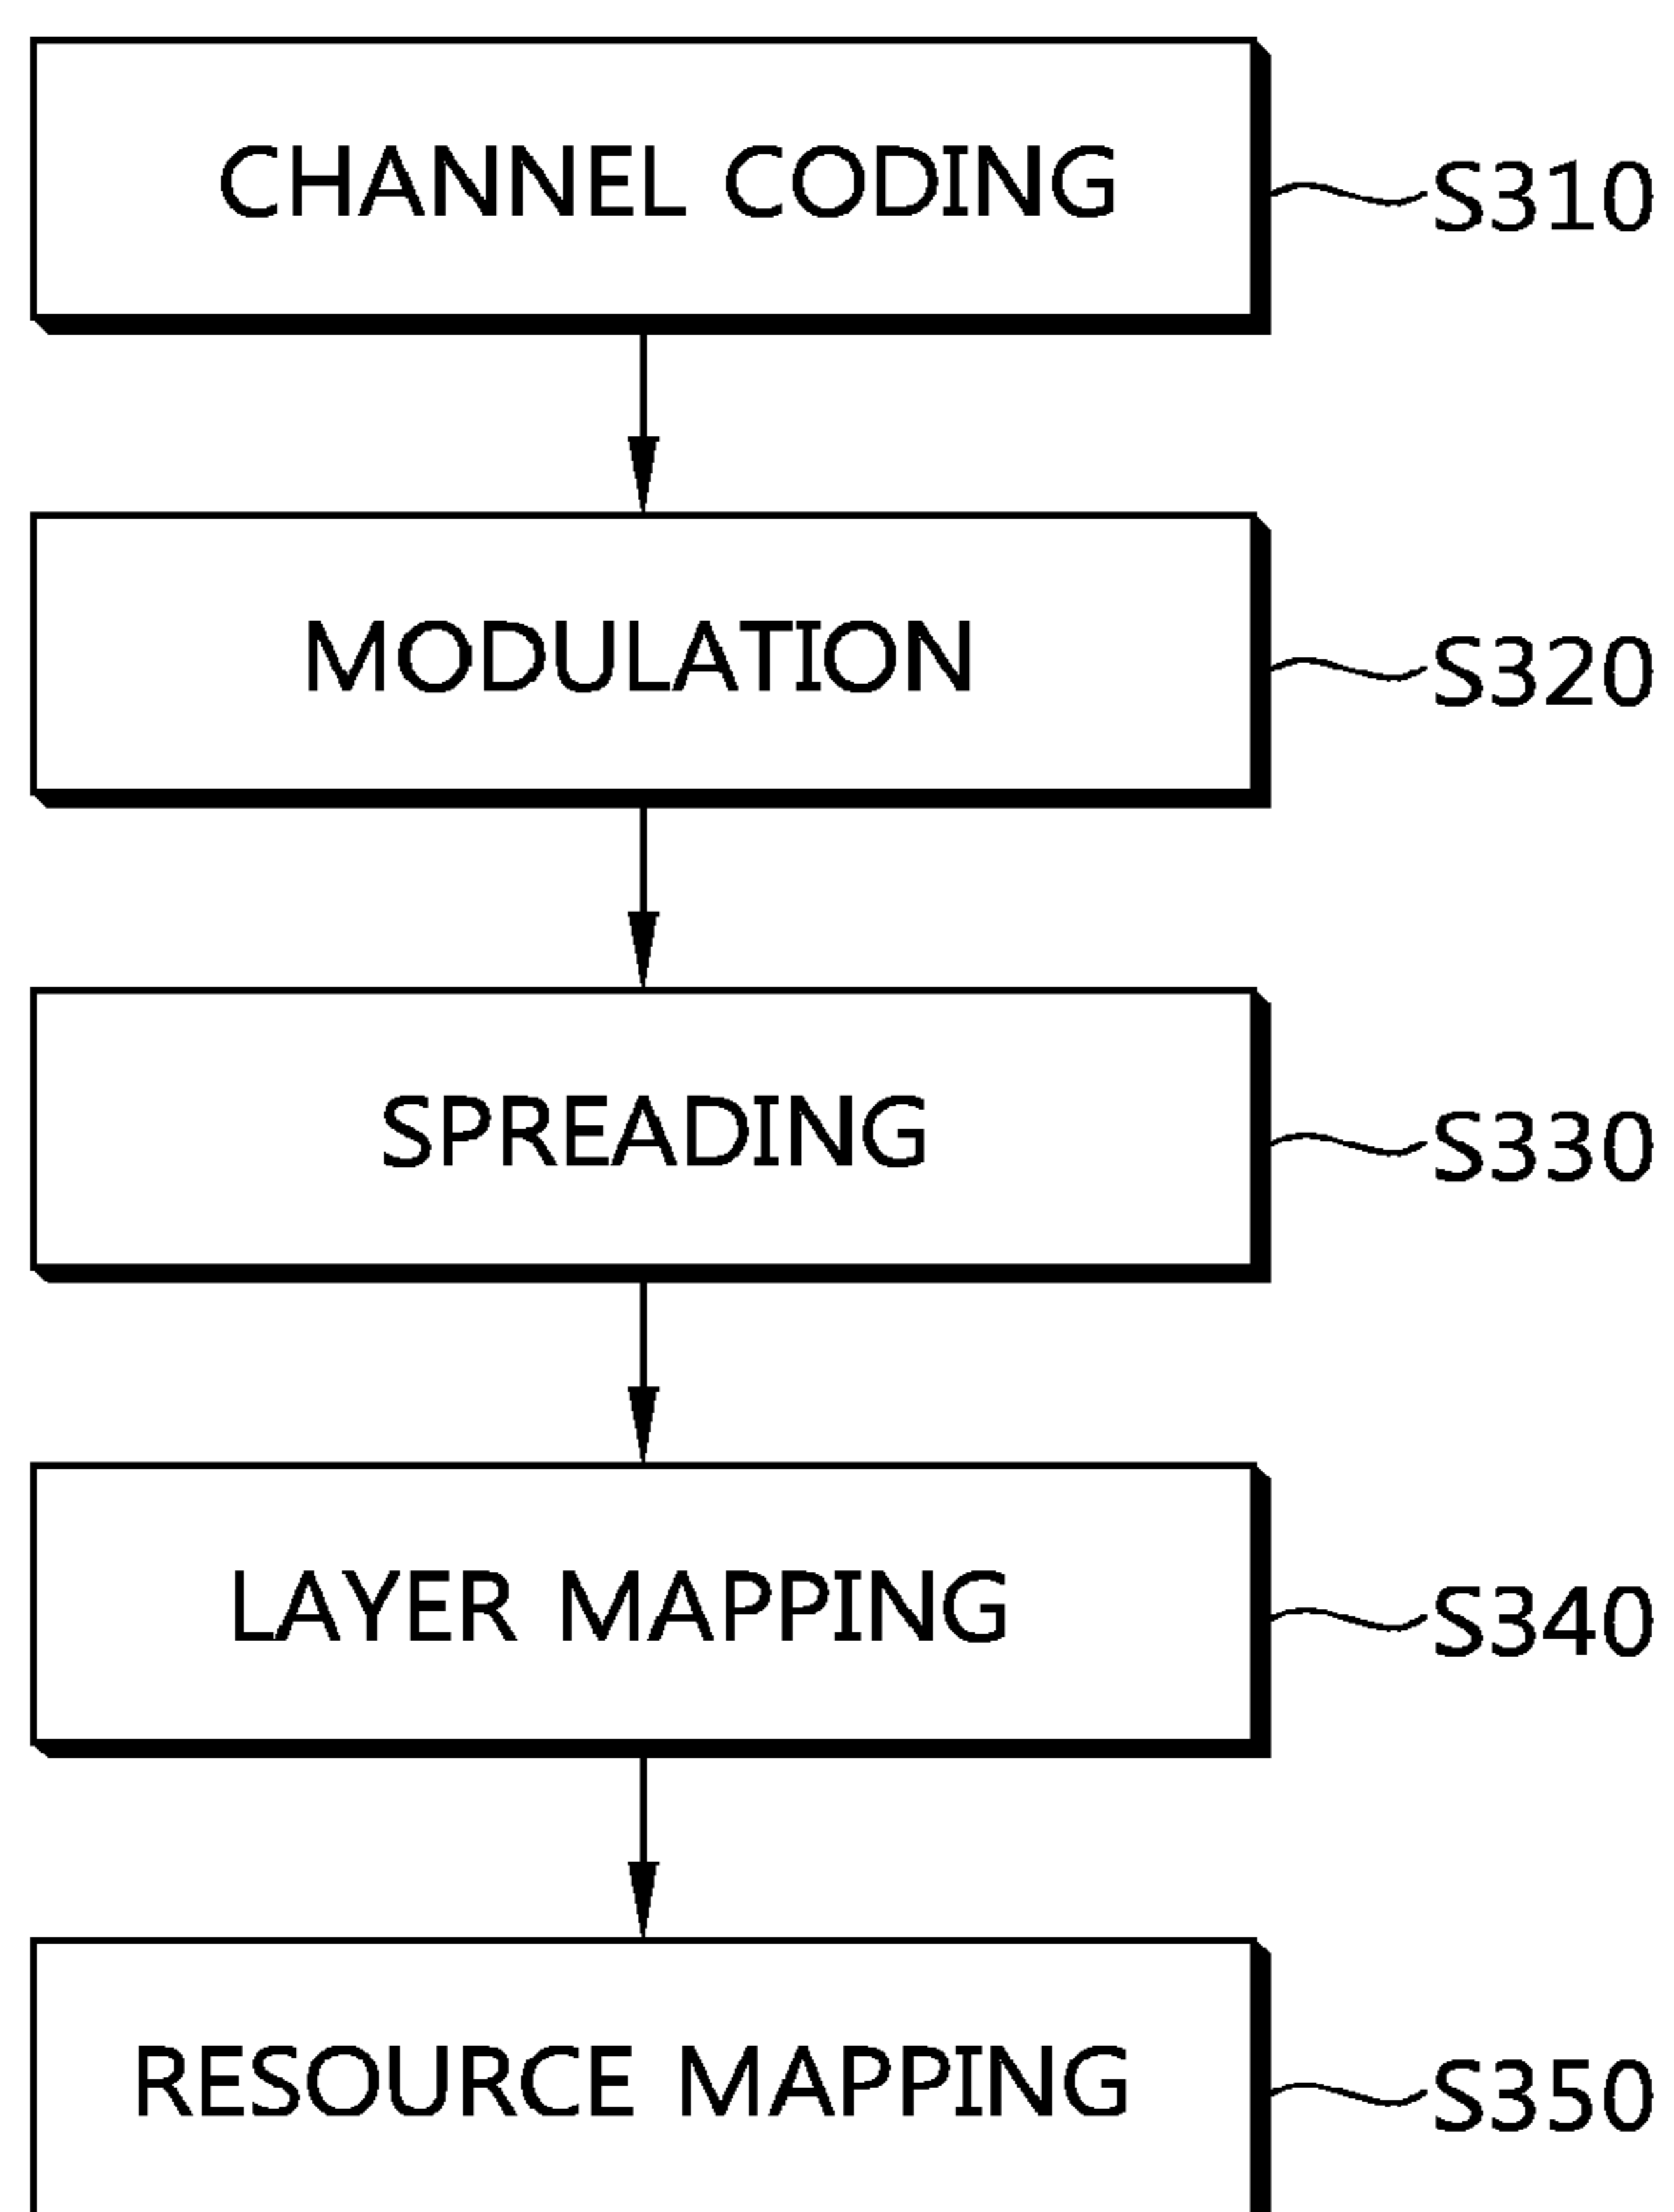 CHANNEL CODING S310
MODULATION S320
SPREADING S330
LAYER MAPPING S340
RESOURCE MAPPING S350